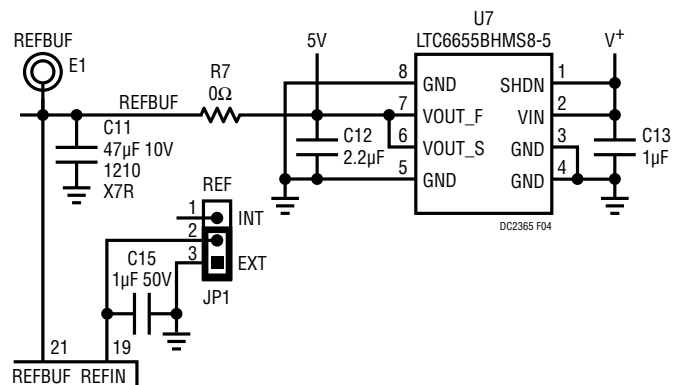 U7
REFBUF
5V
LTC6655BHMS8-5
V+
E1
R7
0Ω
REFBUF
8 GND SHDN 1
7 VOUT_F VIN 2
6 VOUT_S GND 3
5 GND GND 4
C11
47µF 10V
1210
X7R
C12
2.2µF
C13
1µF
DC2365 F04
REF
1 INT
2
3 EXT
JP1
C15
1µF 50V
21 19
REFBUF REFIN